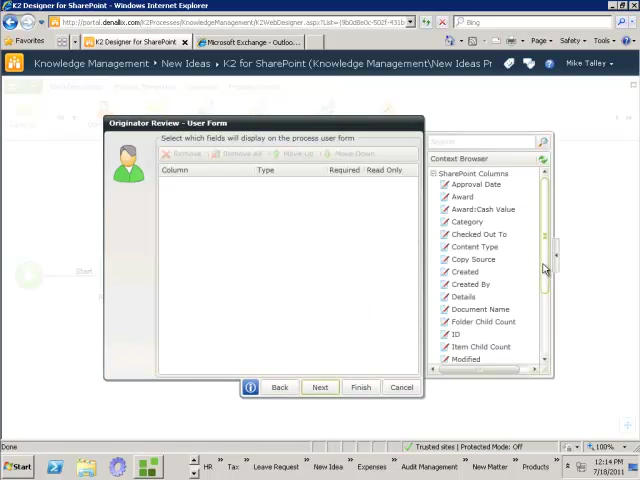 K2 Designer for SharePoint - Windows Internet Explorer
http://portal.denallix.com/K2Processes/KnowledgeManagement/K2WebDesigner.aspx?List={9b0d8e0c-502f-431b
Bing
Favorites
K2 Designer for SharePoint
Microsoft Exchange - Outloo...
Page
Safety
Tools
Knowledge Management
New Ideas
K2 for SharePoint (Knowledge Management\New Ideas Pr
Mike Talley
Originator Review - User Form
Select which fields will display on the process user form
Remove
Remove All
Move Up
Move Down
Column
Type
Required
Read Only
Start
Back
Next
Finish
Cancel
Search
Context Browser
SharePoint Columns
Approval Date
Award
Award:Cash Value
Category
Checked Out To
Content Type
Copy Source
Created
Created By
Details
Document Name
Folder Child Count
ID
Item Child Count
Modified
Done
Trusted sites | Protected Mode: Off
100%
Start
HR
Tax
Leave Request
New Idea
Expenses
Audit Management
New Matter
Products
12:14 PM
7/18/2011